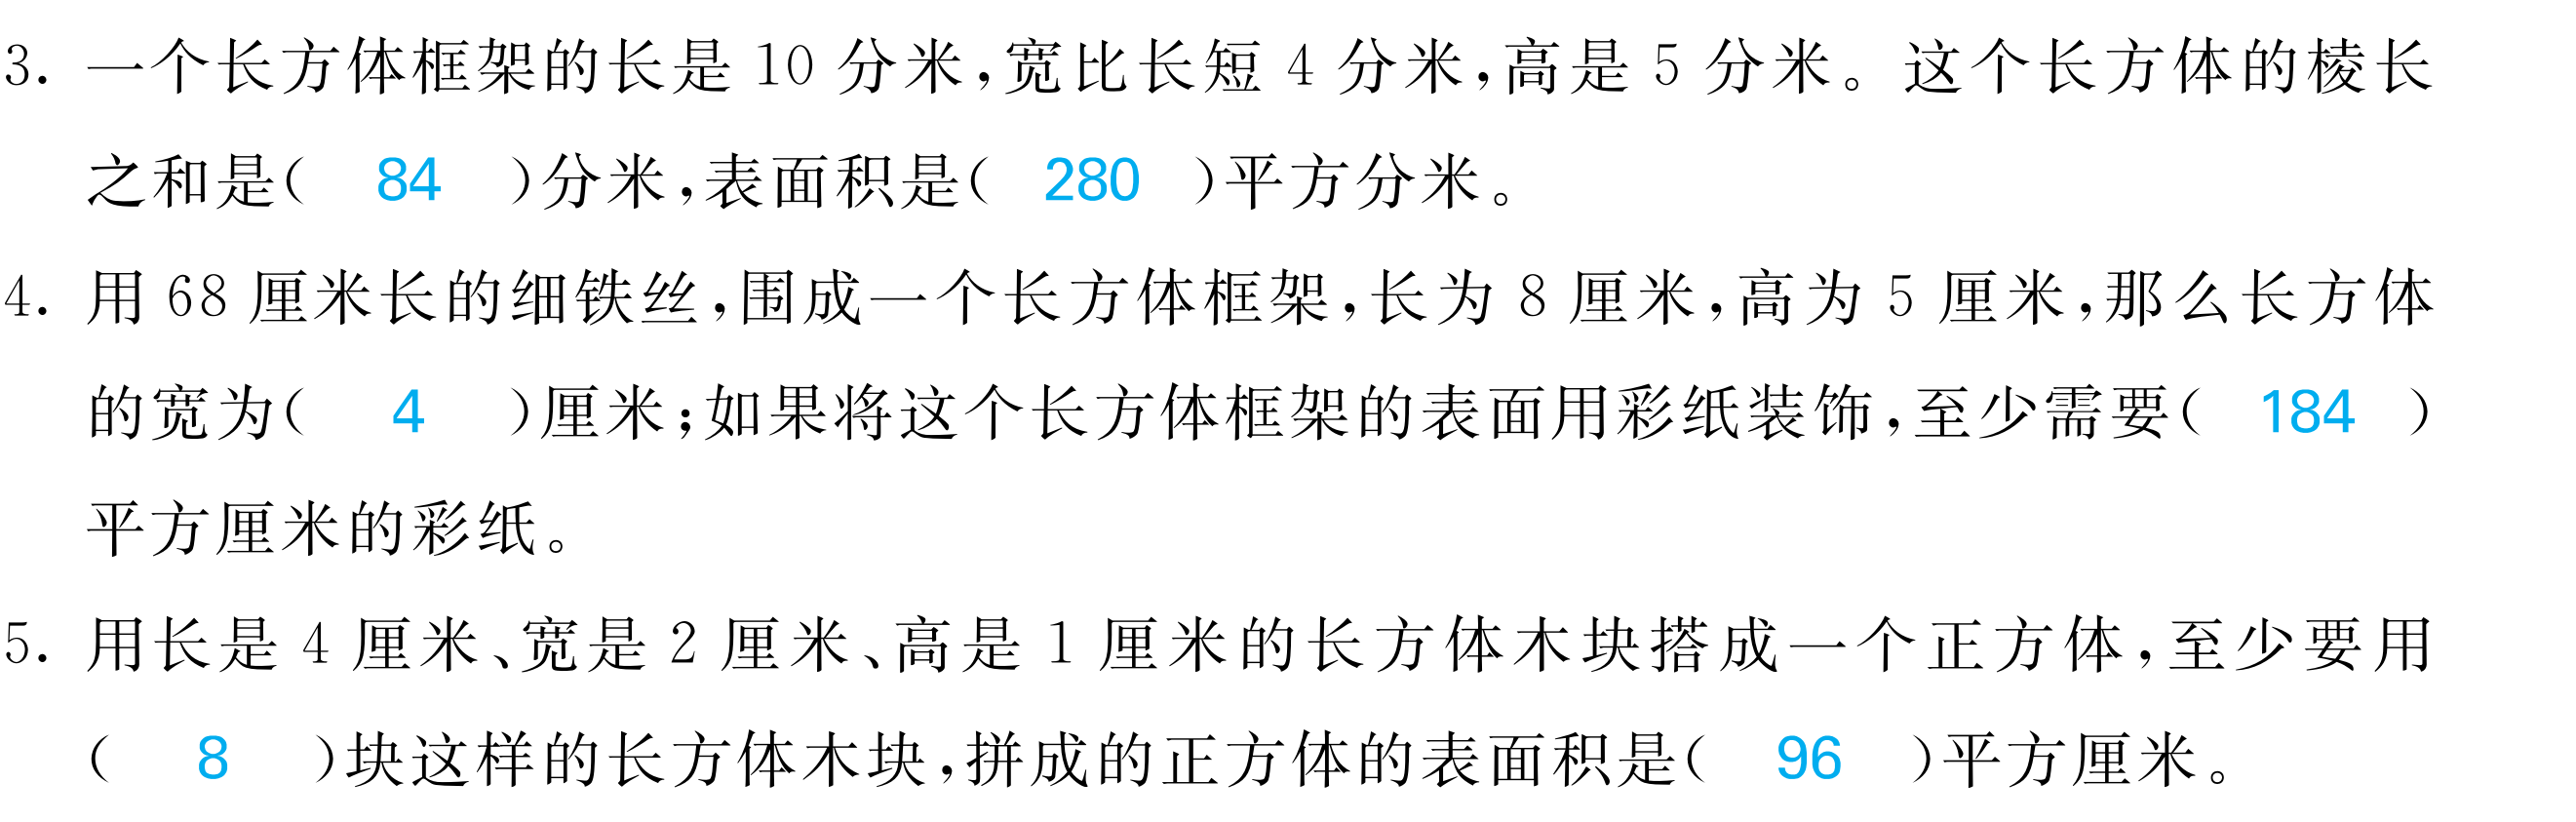 3. 一个长方体框架的长是 10 分米,宽比长短 4 分米,高是 5 分米。这个长方体的棱长
之和是( 84 )分米,表面积是( 280 )平方分米。
4. 用 68 厘米长的细铁丝,围成一个长方体框架,长为 8 厘米,高为 5 厘米,那么长方体
的宽为( 4 )厘米;如果将这个长方体框架的表面用彩纸装饰,至少需要( 184 )
平方厘米的彩纸。
5. 用长是 4 厘米、宽是 2 厘米、高是 1 厘米的长方体木块搭成一个正方体,至少要用
( 8 )块这样的长方体木块,拼成的正方体的表面积是( 96 )平方厘米。